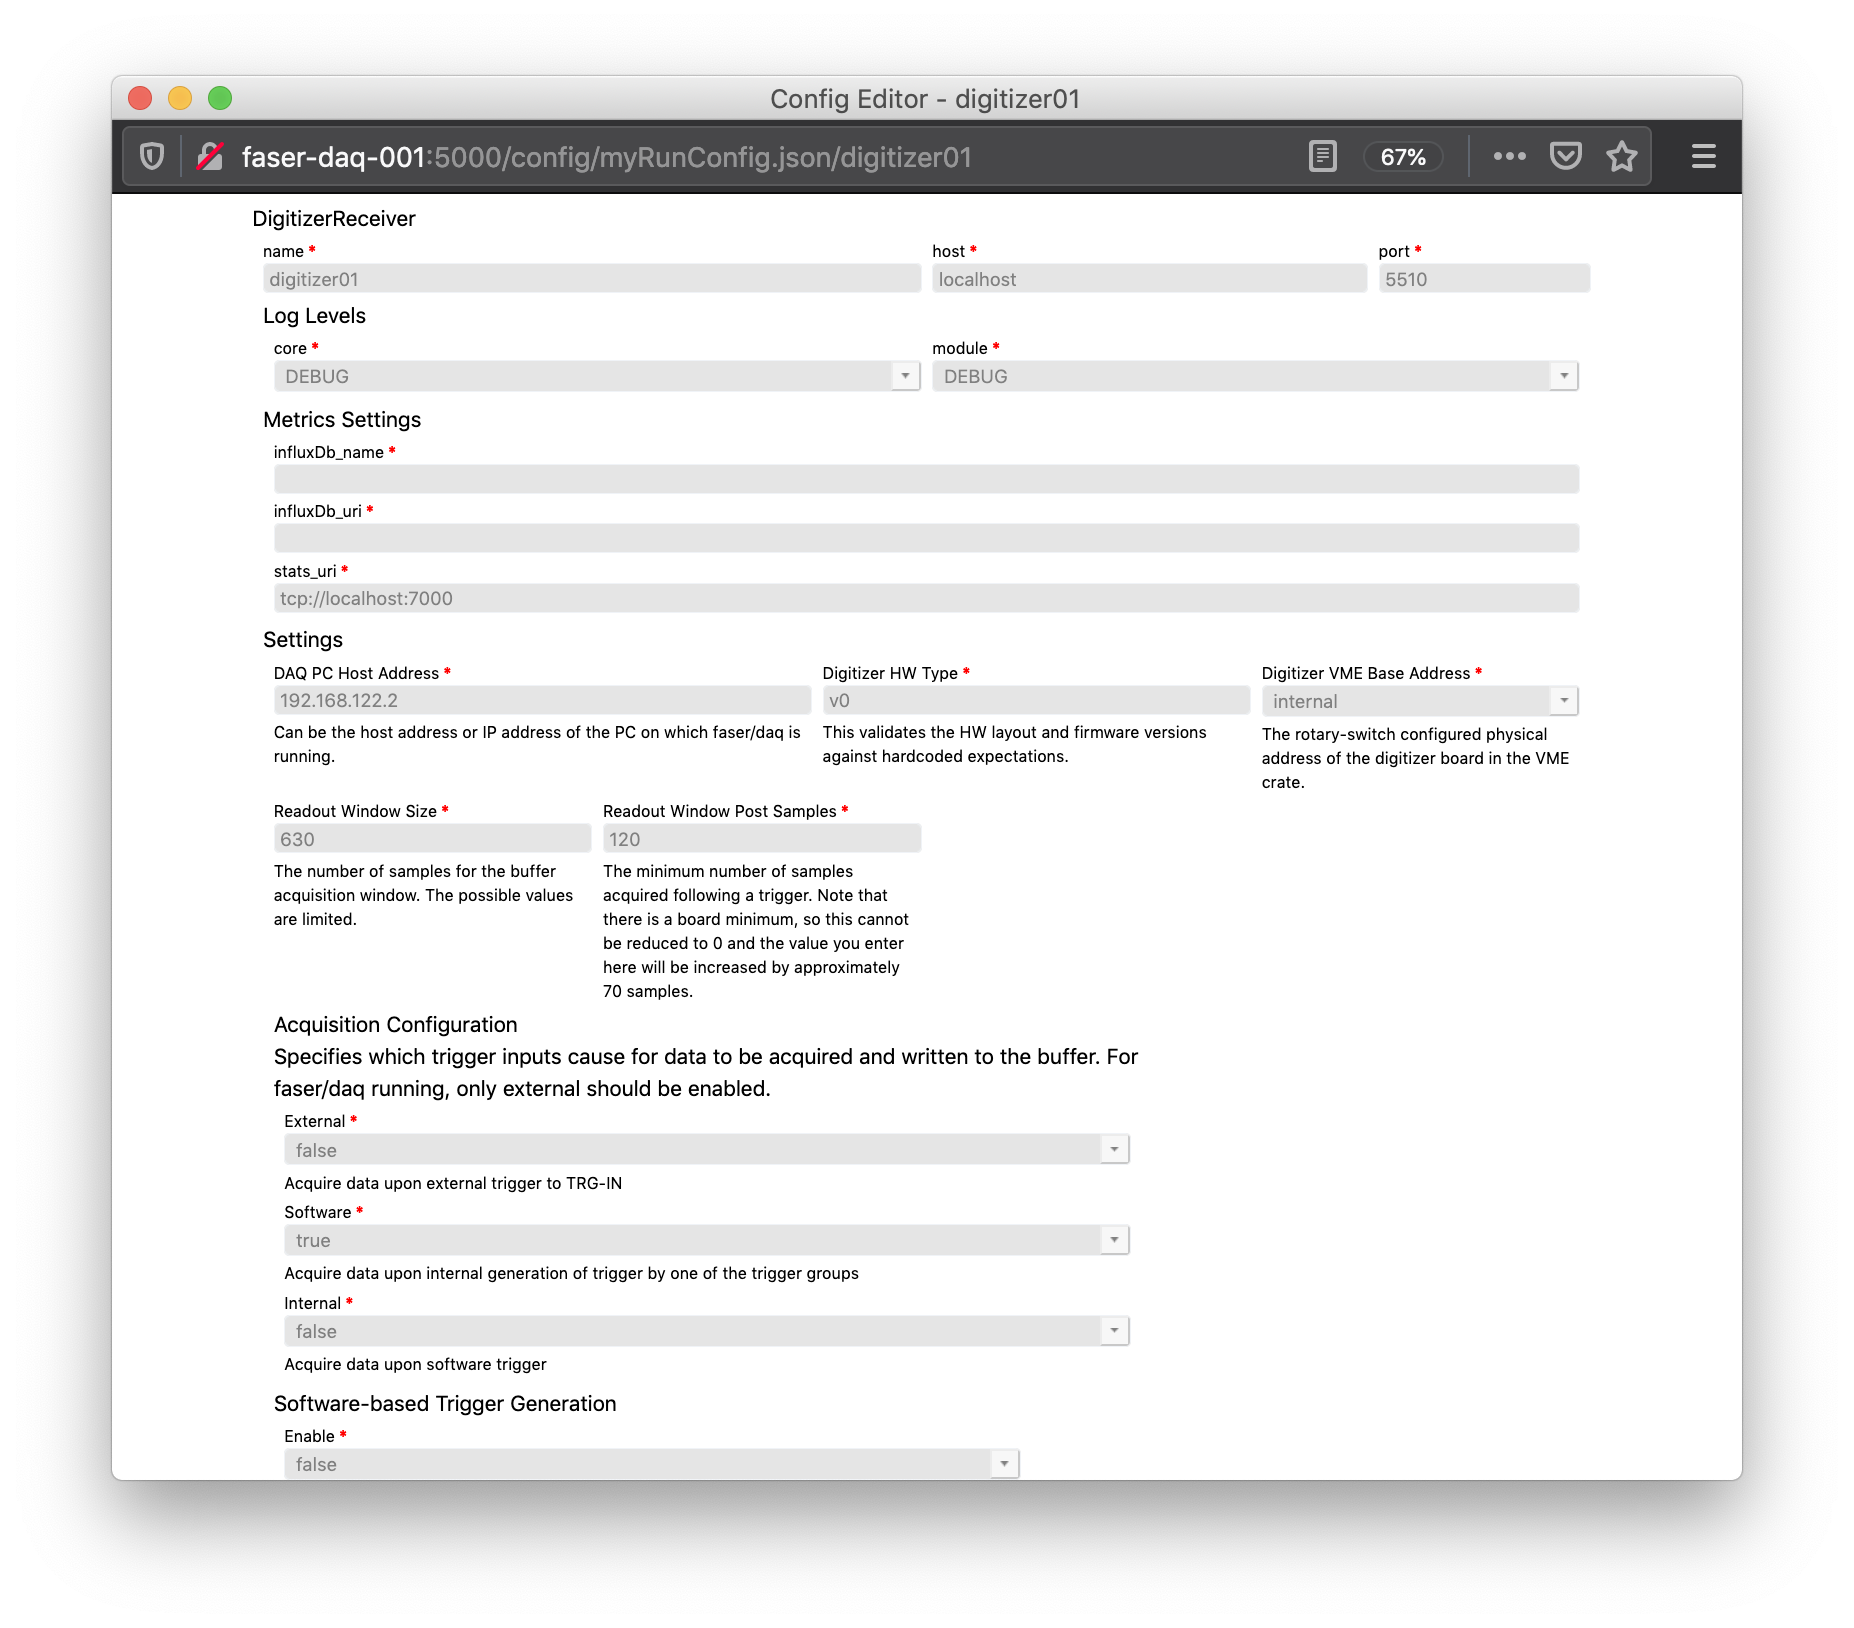 Config Editor - digitizer01
faser-daq-001:5000/config/myRunConfig.json/digitizer01
67%
DigitizerReceiver
name *
host *
port *
digitizer01
localhost
5510
Log Levels
core *
module *
DEBUG
DEBUG
Metrics Settings
influxDb_name *
influxDb_uri *
stats_uri *
tcp://localhost:7000
Settings
DAQ PC Host Address *
192.168.122.2
Can be the host address or IP address of the PC on which faser/daq is
running.
Digitizer HW Type *
v0
This validates the HW layout and firmware versions
against hardcoded expectations.
Digitizer VME Base Address *
internal
The rotary-switch configured physical
address of the digitizer board in the VME
crate.
Readout Window Size *
630
The number of samples for the buffer
acquisition window. The possible values
are limited.
Readout Window Post Samples *
120
The minimum number of samples
acquired following a trigger. Note that
there is a board minimum, so this cannot
be reduced to 0 and the value you enter
here will be increased by approximately
70 samples.
Acquisition Configuration
Specifies which trigger inputs cause for data to be acquired and written to the buffer. For
faser/daq running, only external should be enabled.
External *
false
Acquire data upon external trigger to TRG-IN
Software *
true
Acquire data upon internal generation of trigger by one of the trigger groups
Internal *
false
Acquire data upon software trigger
Software-based Trigger Generation
Enable *
false